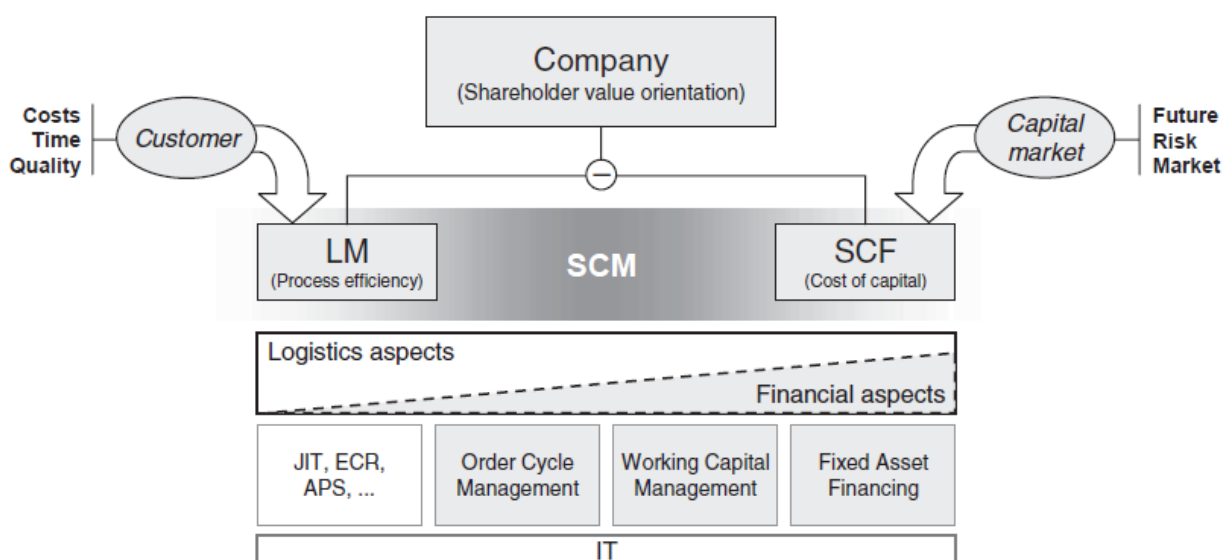 Company
(Shareholder value orientation)
Costs
Time
Quality
Customer
Capital
market
Future
Risk
Market
LM
(Process efficiency)
SCM
SCF
(Cost of capital)
Logistics aspects
Financial aspects
JIT, ECR,
APS, ...
Order Cycle
Management
Working Capital
Management
Fixed Asset
Financing
IT